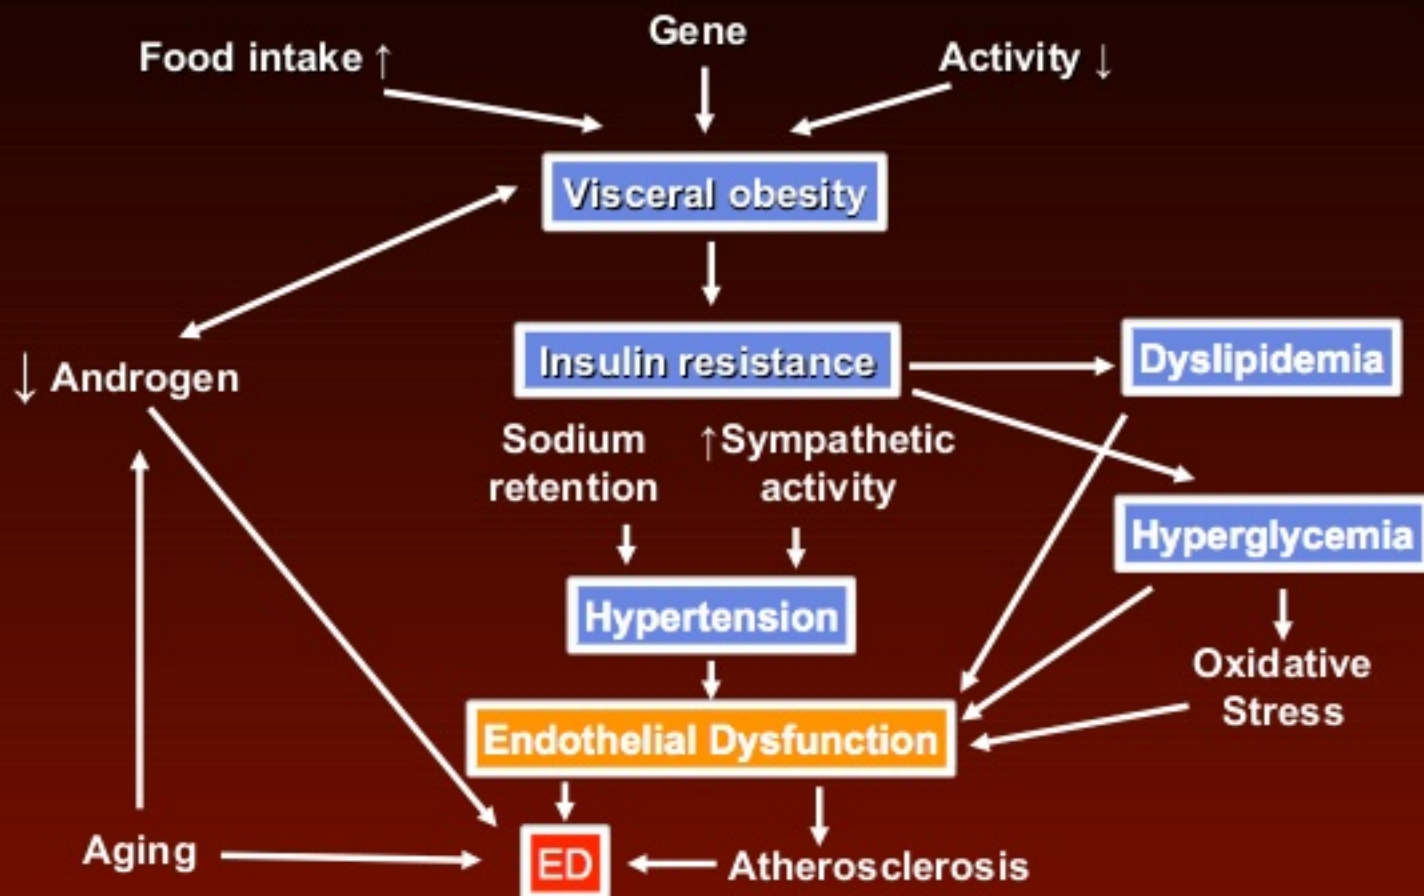 Food intake ↑
Gene
Activity ↓
Visceral obesity
↓ Androgen
Insulin resistance
Dyslipidemia
Sodium
retention
↑Sympathetic
activity
Hyperglycemia
Hypertension
Oxidative
Stress
Endothelial Dysfunction
Aging
ED
Atherosclerosis